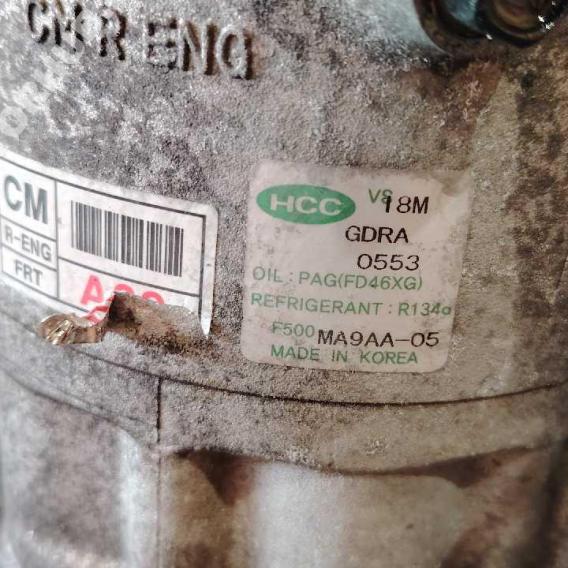 CM R ENG
CM
R-ENG
FRT
HCC VS 18M
GDRA
0553
OIL : PAG(FD46XG)
REFRIGERANT : R134a
F500 MA9AA-05
MADE IN KOREA